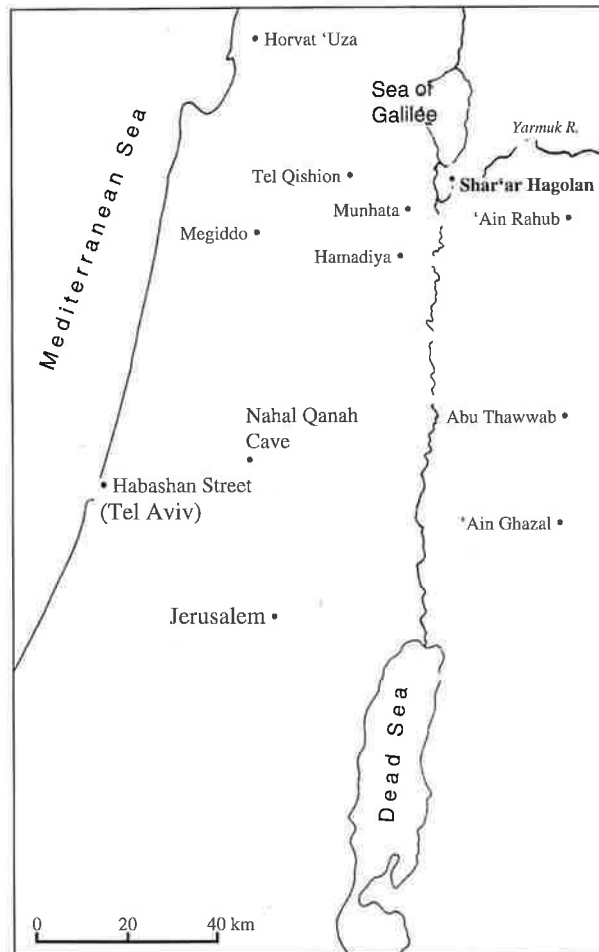 Horvat ‘Uza
Sea of
Galilee
Yarmuk R.
Mediterranean Sea
Tel Qishion
Shar‘ar Hagolan
Munhata
‘Ain Rahub
Megiddo
Hamadiya
Nahal Qanah
Cave
Abu Thawwab
Habashan Street
(Tel Aviv)
‘Ain Ghazal
Jerusalem
Dead Sea
0 20 40 km